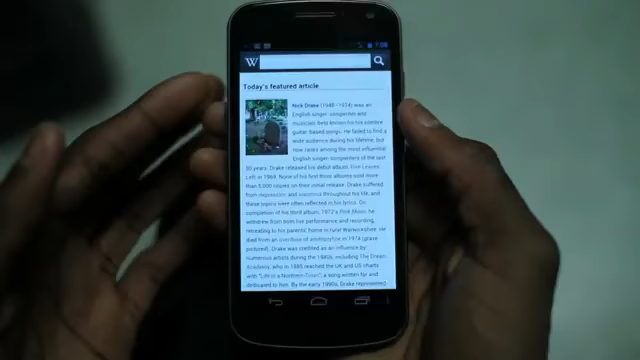 7:08
W
Today's featured article
Nick Drake (1948–1974) was an
English singer-songwriter and
musician, best known for his sombre
guitar-based songs. He failed to find a
wide audience during his lifetime, but
now ranks among the most influential
English singer-songwriters of the last
50 years. Drake released his debut album, Five Leaves
Left, in 1969. None of his first three albums sold more
than 5,000 copies on their initial release. Drake suffered
from depression and insomnia throughout his life, and
these topics were often reflected in his lyrics. On
completion of his third album, 1972's Pink Moon, he
withdrew from both live performance and recording,
retreating to his parents' home in rural Warwickshire. He
died from an overdose of amitriptyline in 1974 (grave
pictured). Drake was credited as an influence by
numerous artists during the 1980s, including The Dream
Academy, who in 1985 reached the UK and US charts
with "Life in a Northern Town", a song written for and
dedicated to him. By the early 1990s, Drake represented